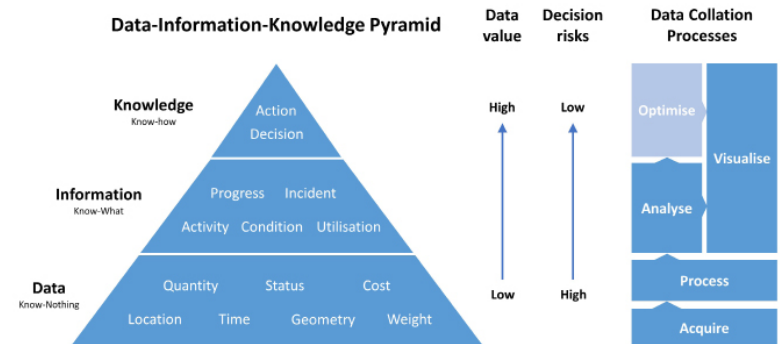 Data-Information-Knowledge Pyramid
Data value
Decision risks
Data Collation Processes
Knowledge
Know-how
Action
Decision
High
Low
Optimise
Visualise
Information
Know-What
Progress Incident
Activity Condition Utilisation
Analyse
Data
Know-Nothing
Quantity Status Cost
Location Time Geometry Weight
Low
High
Process
Acquire